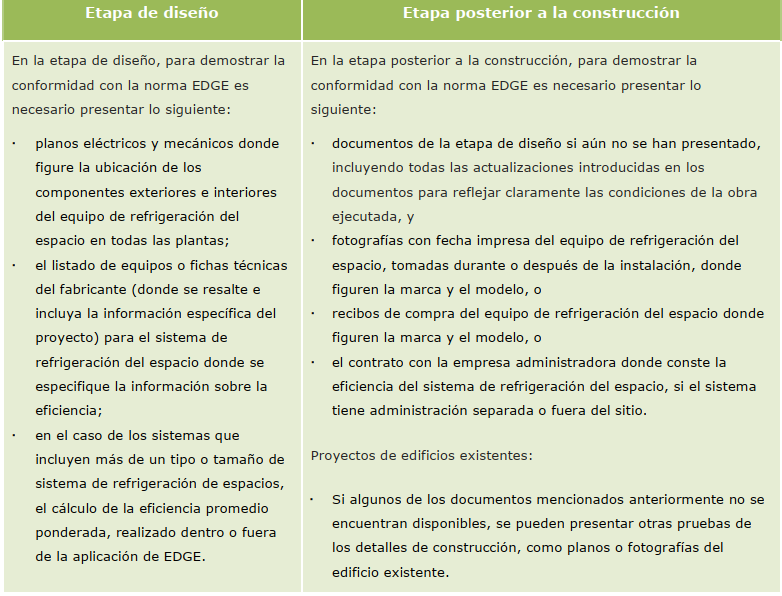 Etapa de diseño
Etapa posterior a la construcción
En la etapa de diseño, para demostrar la
conformidad con la norma EDGE es
necesario presentar lo siguiente:
· planos eléctricos y mecánicos donde
figure la ubicación de los
componentes exteriores e interiores
del equipo de refrigeración del
espacio en todas las plantas;
· el listado de equipos o fichas técnicas
del fabricante (donde se resalte e
incluya la información específica del
proyecto) para el sistema de
refrigeración del espacio donde se
especifique la información sobre la
eficiencia;
· en el caso de los sistemas que
incluyen más de un tipo o tamaño de
sistema de refrigeración de espacios,
el cálculo de la eficiencia promedio
ponderada, realizado dentro o fuera
de la aplicación de EDGE.
En la etapa posterior a la construcción, para demostrar la
conformidad con la norma EDGE es necesario presentar lo
siguiente:
· documentos de la etapa de diseño si aún no se han presentado,
incluyendo todas las actualizaciones introducidas en los
documentos para reflejar claramente las condiciones de la obra
ejecutada, y
· fotografías con fecha impresa del equipo de refrigeración del
espacio, tomadas durante o después de la instalación, donde
figuren la marca y el modelo, o
· recibos de compra del equipo de refrigeración del espacio donde
figuren la marca y el modelo, o
· el contrato con la empresa administradora donde conste la
eficiencia del sistema de refrigeración del espacio, si el sistema
tiene administración separada o fuera del sitio.
Proyectos de edificios existentes:
· Si algunos de los documentos mencionados anteriormente no se
encuentran disponibles, se pueden presentar otras pruebas de
los detalles de construcción, como planos o fotografías del
edificio existente.